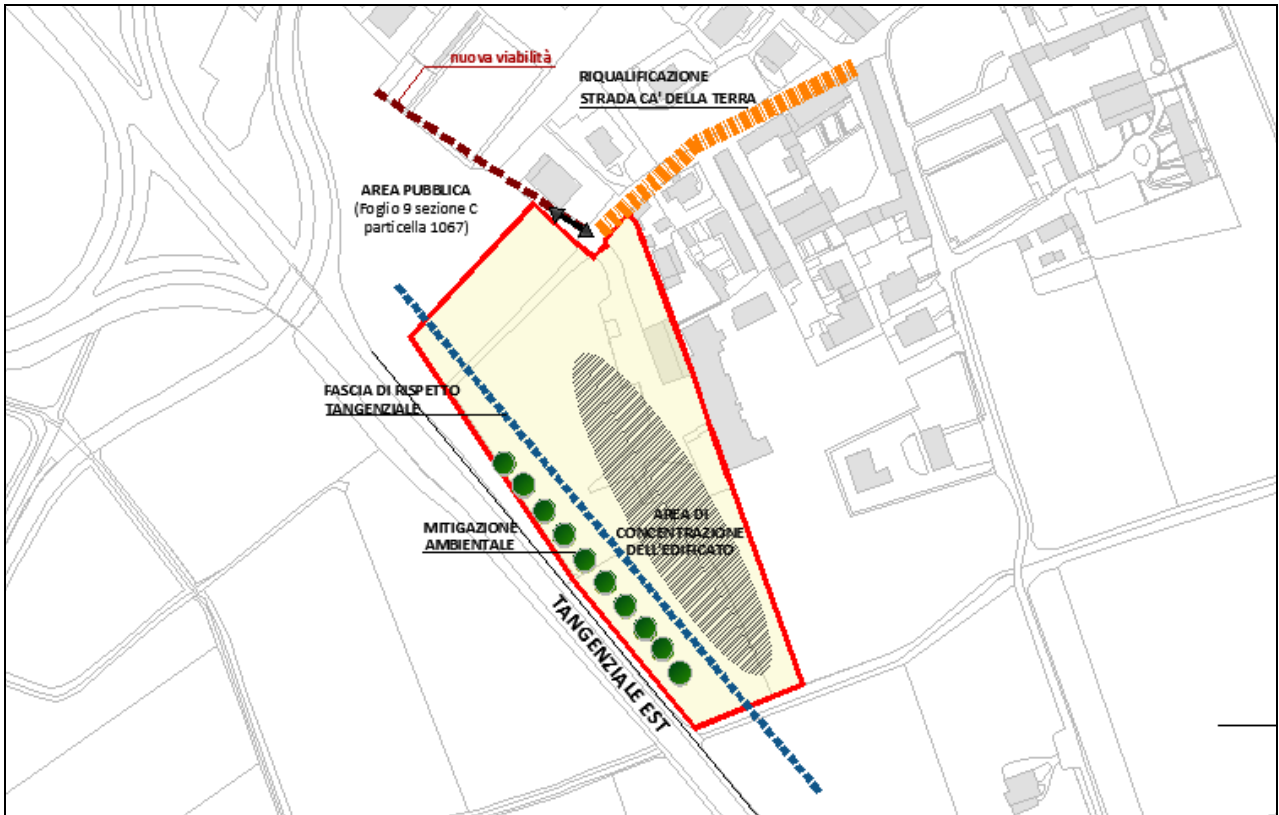 nuova viabilità
RIQUALIFICAZIONE
STRADA CA' DELLA TERRA
AREA PUBBLICA
(Foglio 9 sezione C
particella 1067)
FASCIA DI RISPETTO
TANGENZIALE
MITIGAZIONE
AMBIENTALE
AREA DI
CONCENTRAZIONE
DELL'EDIFICATO
TANGENZIALE EST